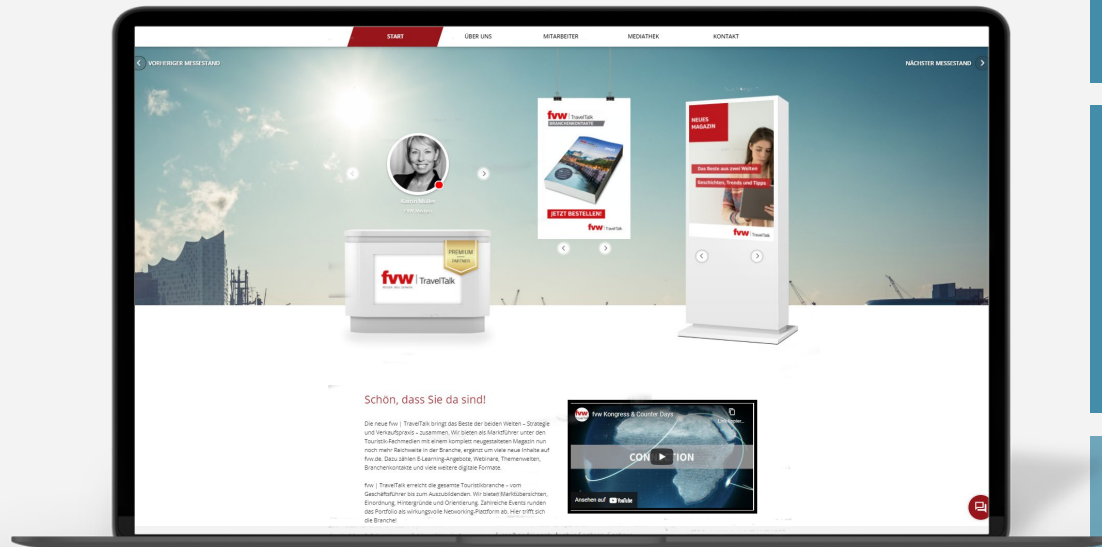 START
ÜBER UNS
MITARBEITER
MEDIATHEK
KONTAKT
VORHERIGER MESSESTAND
NÄCHSTER MESSESTAND
fvw | TravelTalk
BRANCHENKONTAKTE
JETZT BESTELLEN!
fvw | TravelTalk
NEUES
MAGAZIN
Das Beste aus zwei Welten
Geschichten, Trends und Tipps
fvw | TravelTalk
PREMIUM
PARTNER
fvw | TravelTalk
Schön, dass Sie da sind!
Die neue fvw | TravelTalk bringt das Beste der beiden Welten – Strategie
und Verkaufspraxis – zusammen. Wir bieten als Marktführer unter den
Touristik-Fachmedien mit einem komplett neugestalteten Magazin nun
noch mehr Reichweite in der Branche, ergänzt um viele neue Inhalte auf
fvw.de. Dazu zählen E-Learning-Angebote, Webinare, Themenwelten,
Branchenkontakte und viele weitere digitale Formate.
fvw | TravelTalk erreicht die gesamte Touristikbranche – vom
Geschäftsführer bis zum Auszubildenden. Wir bieten Marktübersichten,
Einordnung, Hintergründe und Orientierung. Zahlreiche Events runden
das Portfolio als wirkungsvolle Networking-Plattform ab. Hier trifft sich
die Branche!
fvw
fvw Kongress & Counter Days
Ansehen auf YouTube